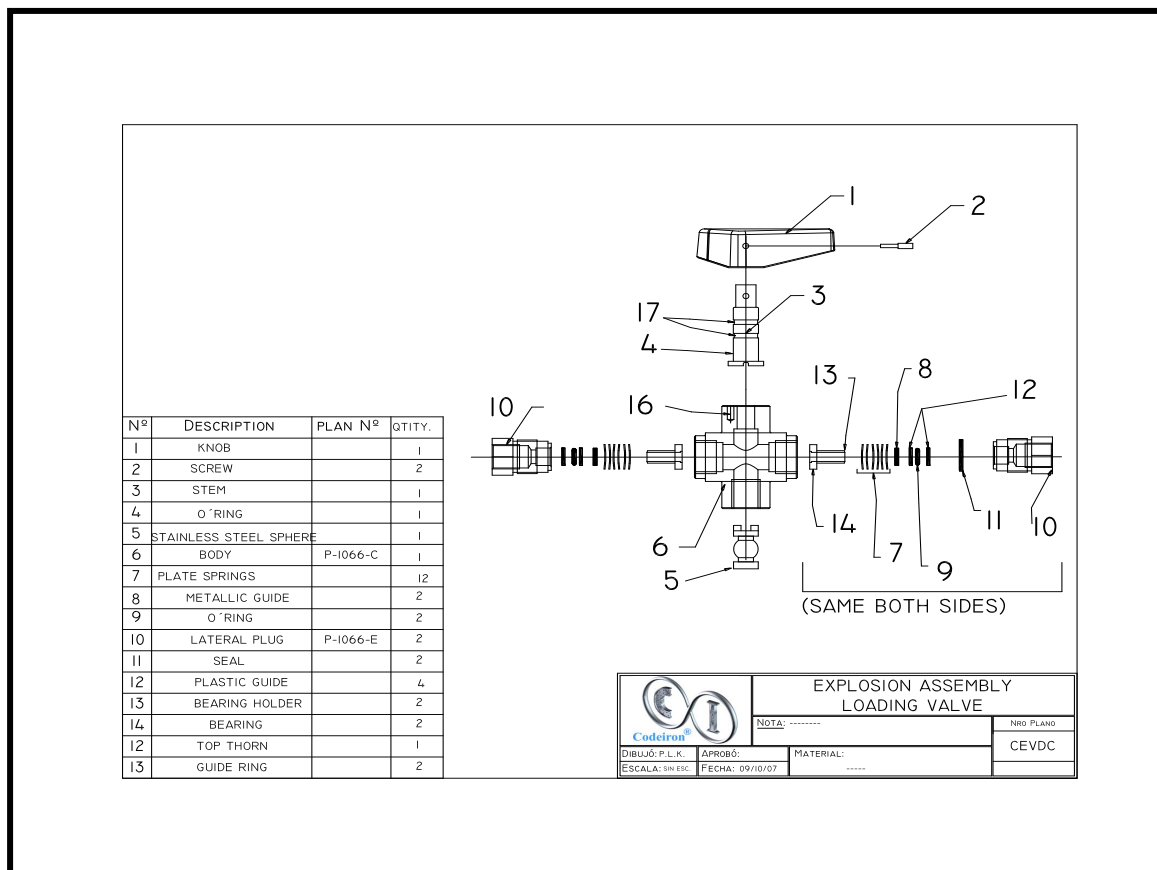 1
2
3
17
4
13
8
12
10
16
14
7
9
11
10
6
5
(SAME BOTH SIDES)
Nº DESCRIPTION PLAN Nº QTITY.
1 KNOB 1
2 SCREW 2
3 STEM 1
4 O´RING 1
5 STAINLESS STEEL SPHERE 1
6 BODY P-1066-C 1
7 PLATE SPRINGS 12
8 METALLIC GUIDE 2
9 O´RING 2
10 LATERAL PLUG P-1066-E 2
11 SEAL 2
12 PLASTIC GUIDE 4
13 BEARING HOLDER 2
14 BEARING 2
12 TOP THORN 1
13 GUIDE RING 2
C I
Codeiron®
EXPLOSION ASSEMBLY
LOADING VALVE
NOTA: --------
NRO PLANO
CEVDC
DIBUJÓ: P.L.K. APROBÓ: MATERIAL:
ESCALA: SIN ESC. FECHA: 09/10/07 -----